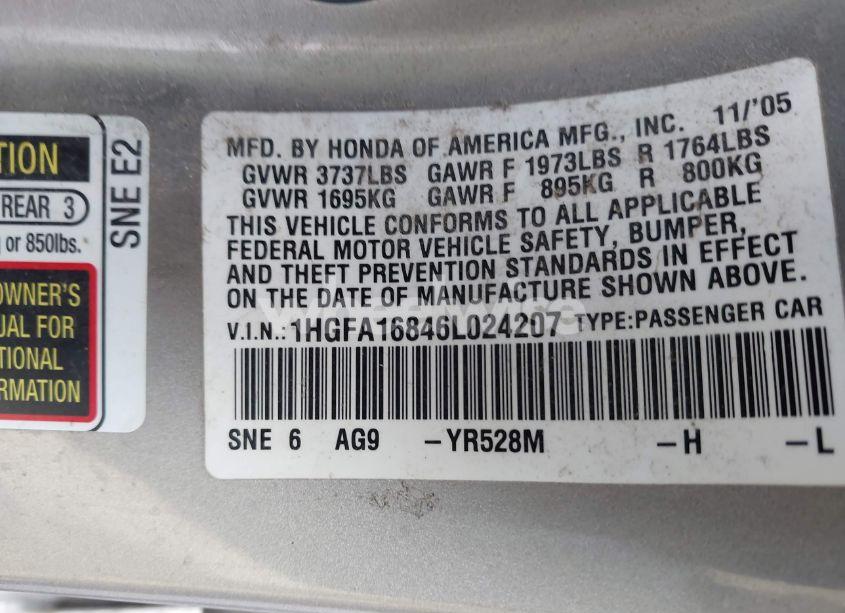 TION
REAR 3
g or 850lbs.
OWNER'S
UAL FOR
TIONAL
ORMATION
SNE E2
MFD. BY HONDA OF AMERICA MFG., INC. 11/'05
GVWR 3737LBS GAWR F 1973LBS R 1764LBS
GVWR 1695KG GAWR F 895KG R 800KG
THIS VEHICLE CONFORMS TO ALL APPLICABLE
FEDERAL MOTOR VEHICLE SAFETY, BUMPER,
AND THEFT PREVENTION STANDARDS IN EFFECT
ON THE DATE OF MANUFACTURE SHOWN ABOVE.
V.I.N.: 1HGFA16846L024207 TYPE:PASSENGER CAR
SNE 6 AG9 -YR528M -H -L